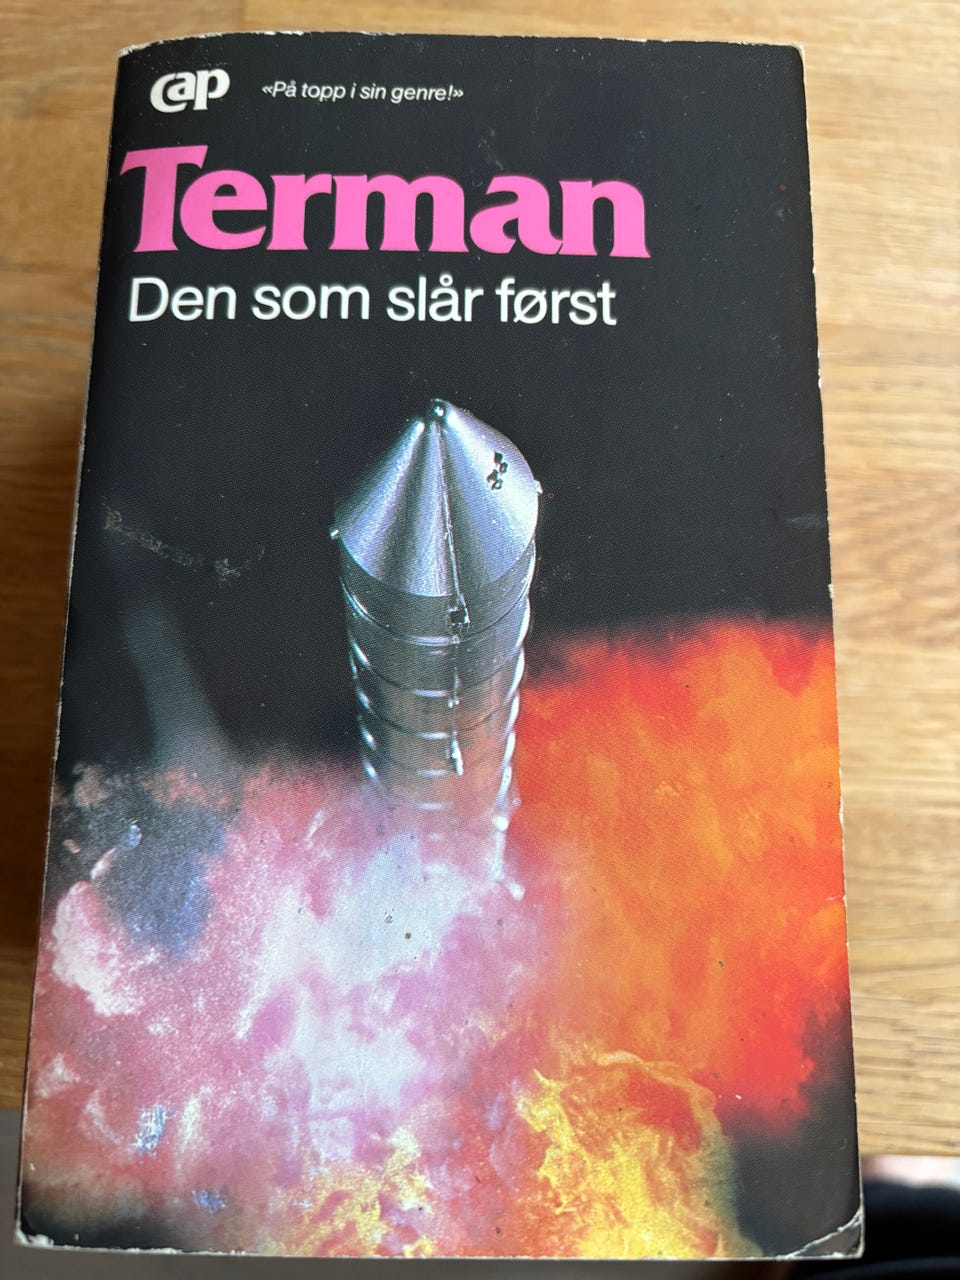 cap
«På topp i sin genre!»
Terman
Den som slår først